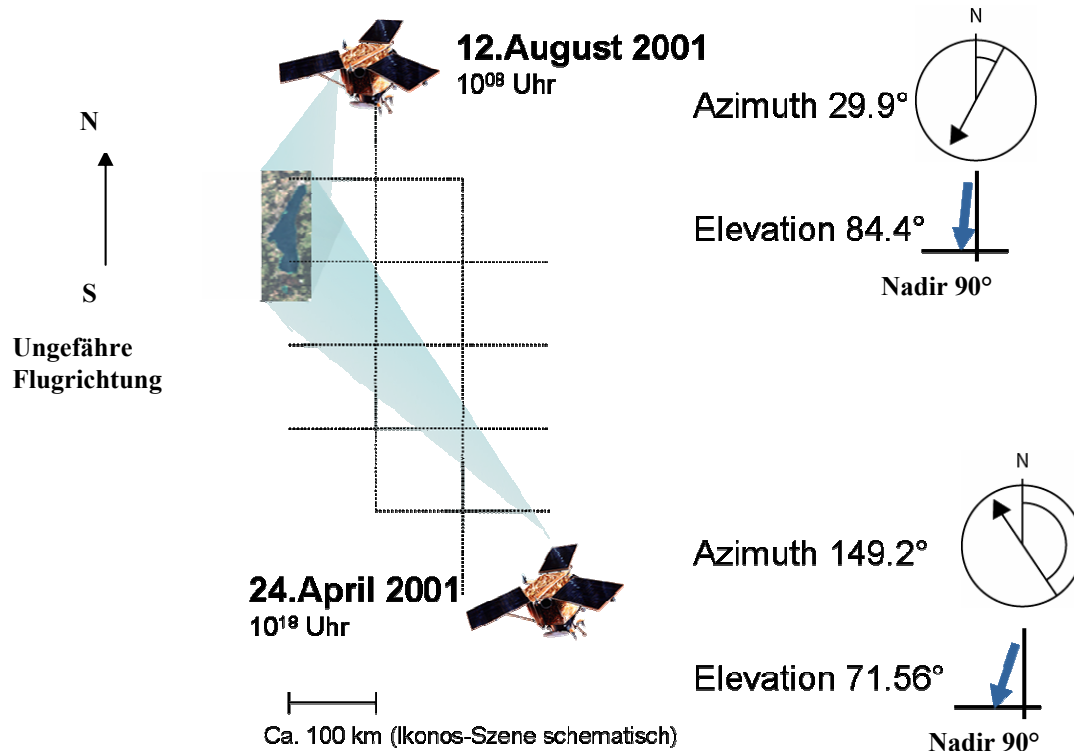 12.August 2001
10⁰⁸ Uhr
N
S
Ungefähre
Flugrichtung
N
Azimuth 29.9°
Elevation 84.4°
Nadir 90°
24.April 2001
10¹⁸ Uhr
N
Azimuth 149.2°
Elevation 71.56°
Nadir 90°
Ca. 100 km (Ikonos-Szene schematisch)